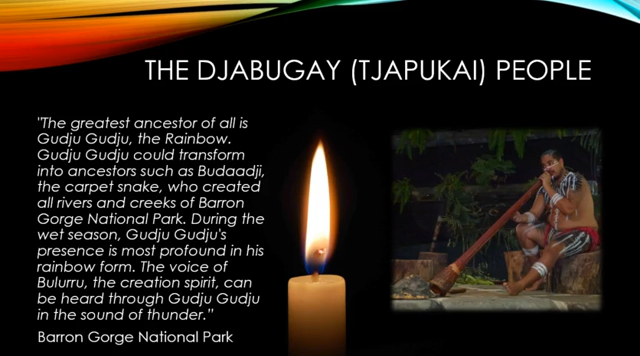 THE DJABUGAY (TJAPUKAI) PEOPLE
"The greatest ancestor of all is
Gudju Gudju, the Rainbow.
Gudju Gudju could transform
into ancestors such as Budaadji,
the carpet snake, who created
all rivers and creeks of Barron
Gorge National Park. During the
wet season, Gudju Gudju's
presence is most profound in his
rainbow form. The voice of
Bulurru, the creation spirit, can
be heard through Gudju Gudju
in the sound of thunder."
Barron Gorge National Park